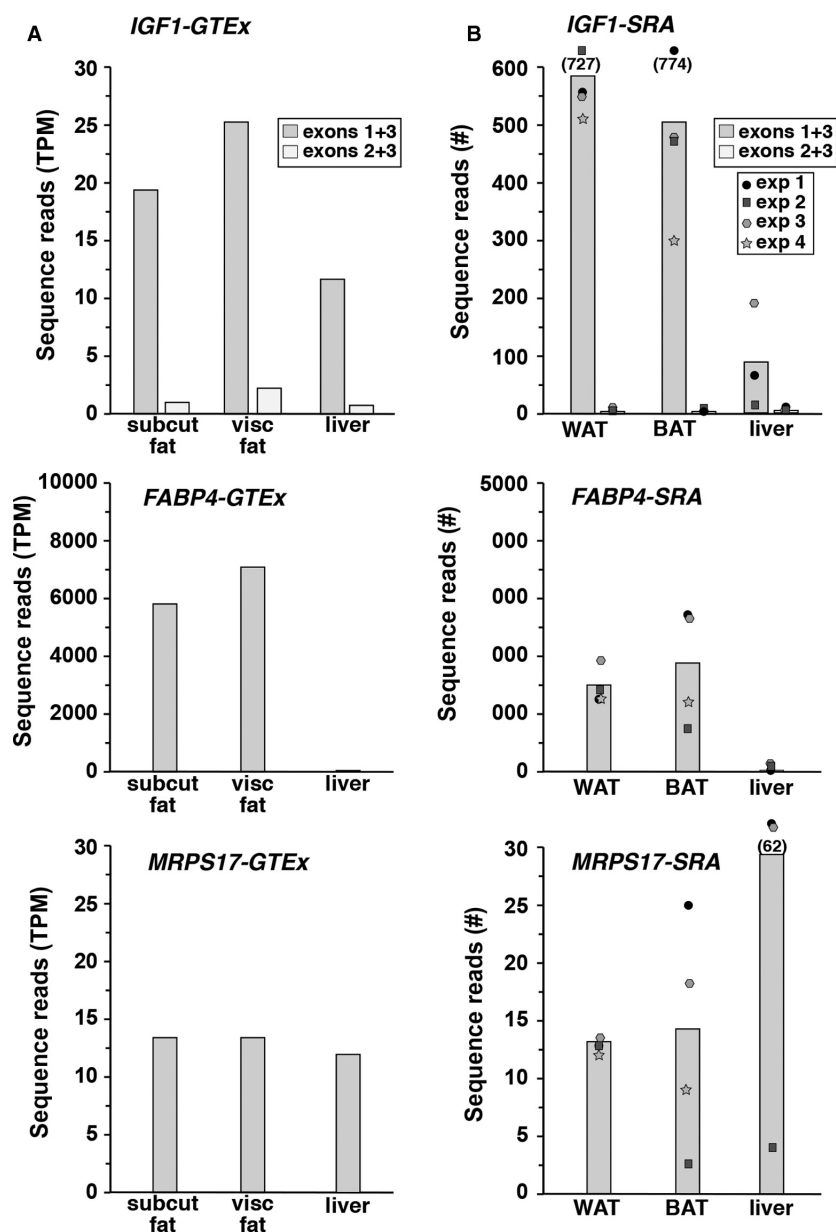 A
IGF1-GTEx
Sequence reads (TPM)
30
25
20
15
10
5
0
exons 1+3
exons 2+3
subcut fat
visc fat
liver
B
IGF1-SRA
Sequence reads (#)
600
500
400
300
200
100
0
(727)
(774)
exons 1+3
exons 2+3
exp 1
exp 2
exp 3
exp 4
WAT
BAT
liver
FABP4-GTEx
Sequence reads (TPM)
10000
8000
6000
4000
2000
0
subcut fat
visc fat
liver
FABP4-SRA
Sequence reads (#)
5000
000
000
000
000
0
WAT
BAT
liver
MRPS17-GTEx
Sequence reads (TPM)
30
25
20
15
10
5
0
subcut fat
visc fat
liver
MRPS17-SRA
Sequence reads (#)
30
25
20
15
10
5
0
(62)
WAT
BAT
liver